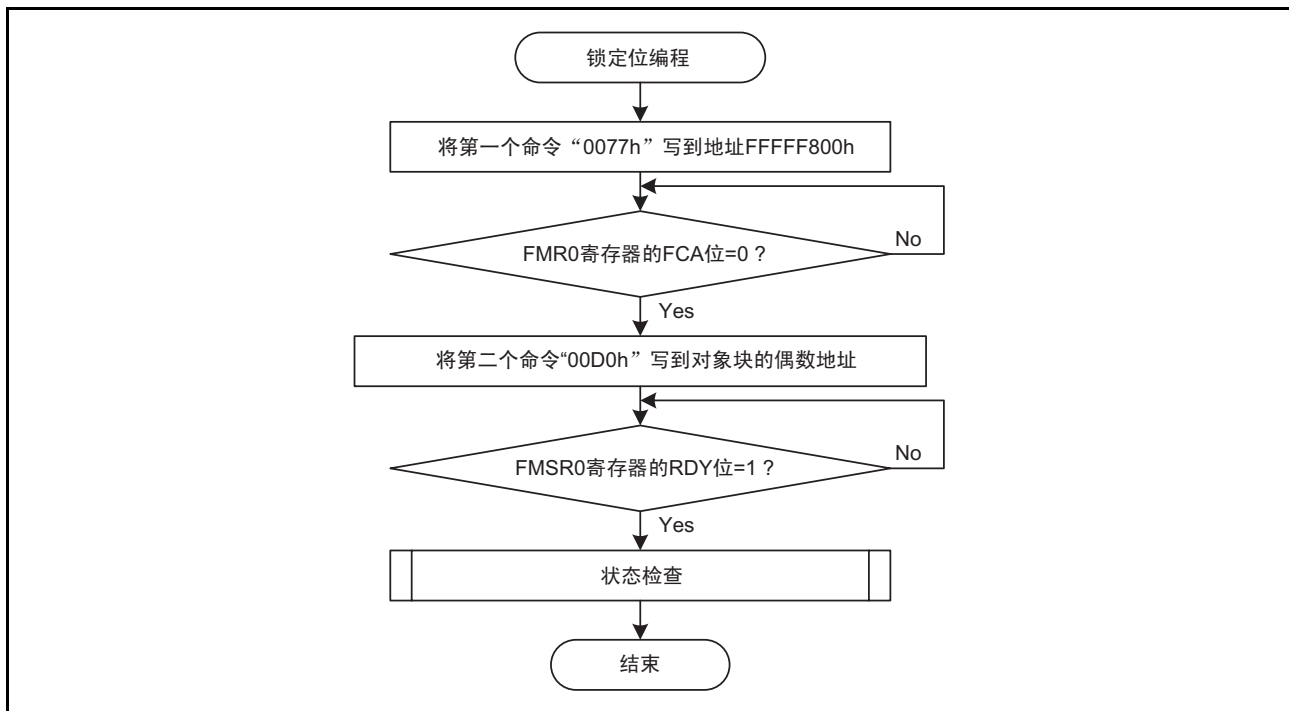 锁定位编程
将第一个命令“0077h”写到地址FFFFF800h
FMR0寄存器的FCA位=0？
No
Yes
将第二个命令“00D0h”写到对象块的偶数地址
FMSR0寄存器的RDY位=1？
No
Yes
状态检查
结束